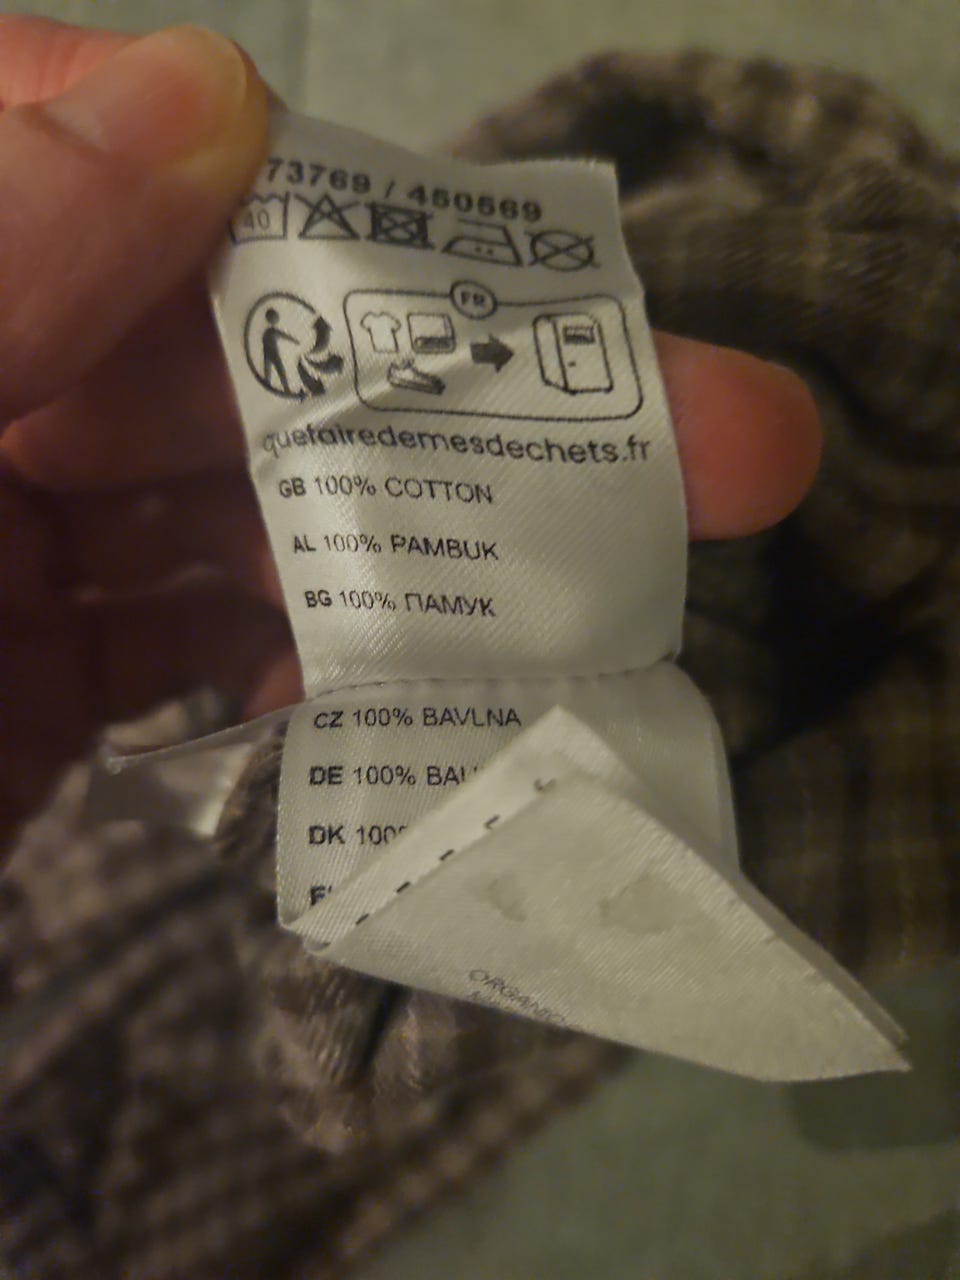 73769 / 450569
40
FR
quefairedemesdechets.fr
GB 100% COTTON
AL 100% PAMBUK
BG 100% ПАМУК
CZ 100% BAVLNA
DE 100%
DK
ORGANIC